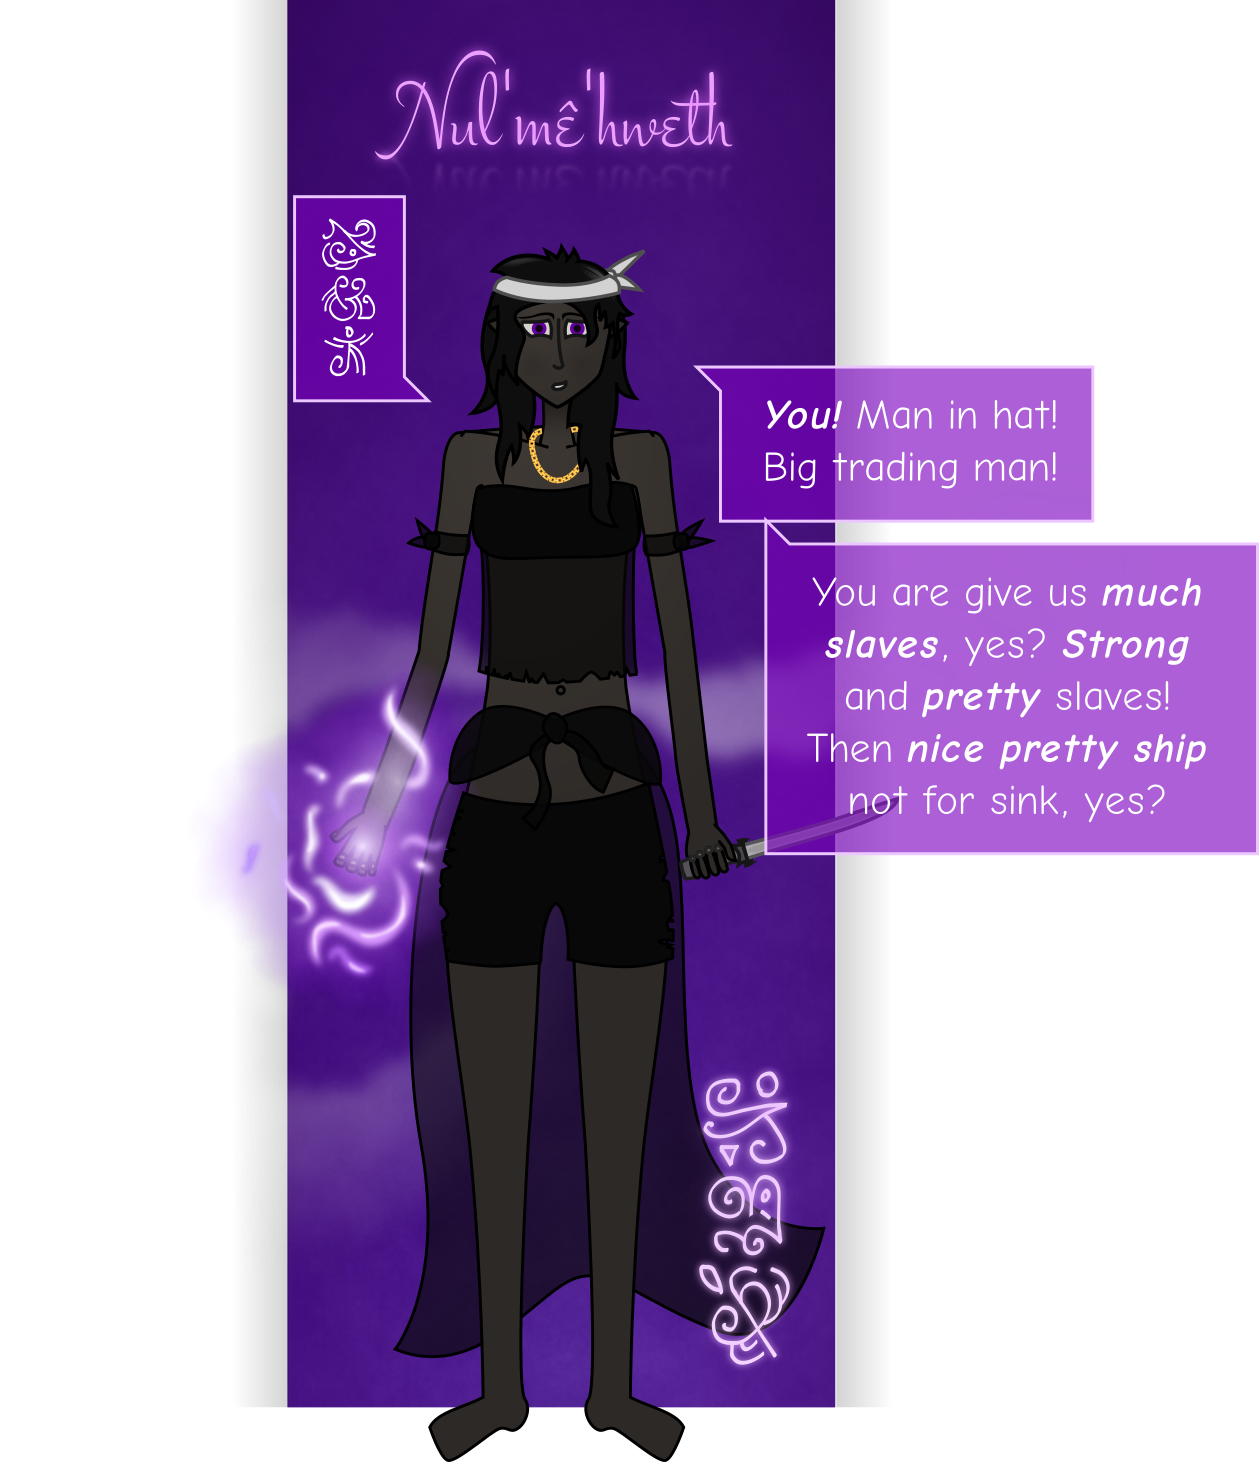 Nul'mê'hweth
You! Man in hat!
Big trading man!
You are give us much
slaves, yes? Strong
and pretty slaves!
Then nice pretty ship
not for sink, yes?